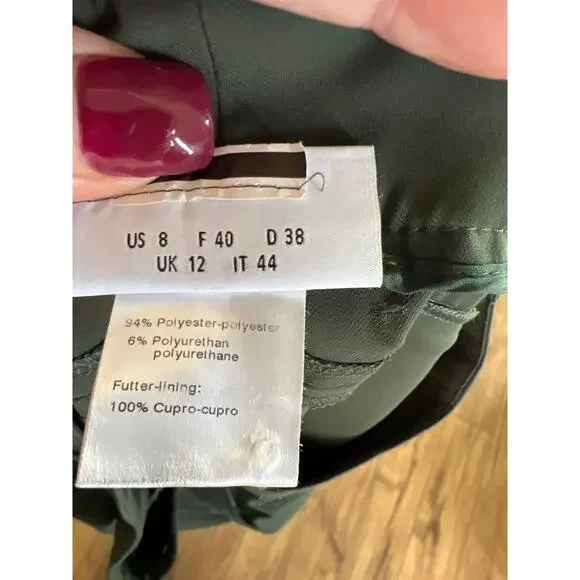 US 8 F 40 D 38
UK 12 IT 44
94% Polyester-polyester
6% Polyurethan
polyurethane
Futter-lining:
100% Cupro-cupro